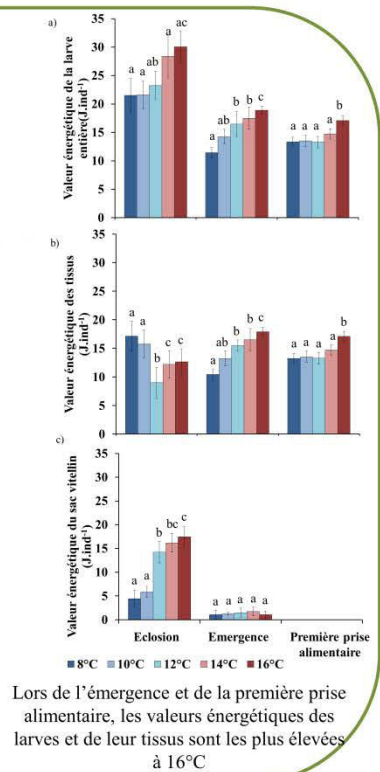 a)
Valeur énergétique de la larve
entière(J.ind⁻¹)
35
30
25
20
15
10
5
0
a a ab a ac
a ab b b c
a a a a b
b)
Valeur énergétique des tissus
(J.ind⁻¹)
35
30
25
20
15
10
5
0
a a b c c
a ab b b c
a a a a b
c)
Valeur énergétique du sac vitellin
(J.ind⁻¹)
35
30
25
20
15
10
5
0
a a b bc c
a a a a a
Eclosion Emergence Première prise
alimentaire
8°C 10°C 12°C 14°C 16°C
Lors de l'émergence et de la première prise
alimentaire, les valeurs énergétiques des
larves et de leur tissus sont les plus élevées
à 16°C